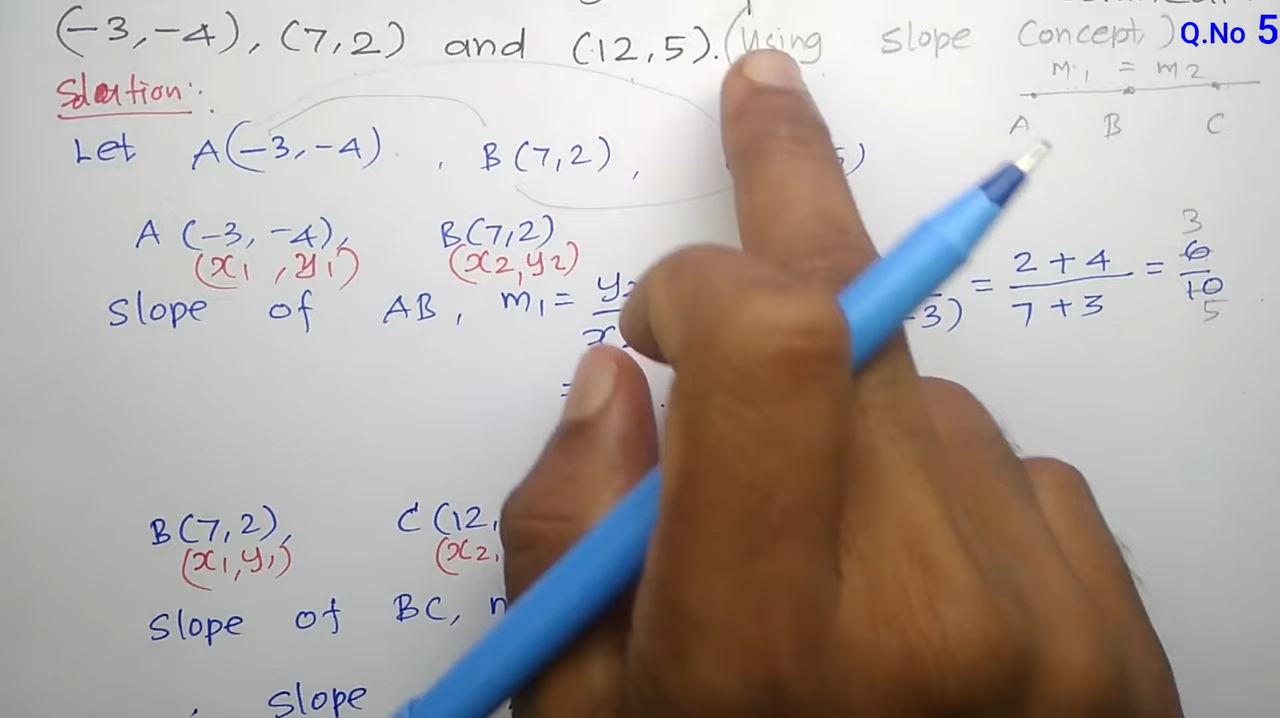 (-3,-4), (7,2) and (12,5). (Using slope Concept,) Q.No 5
Solution:
m1 = m2
A B C
Let A(-3,-4), B(7,2), 5)
A (-3,-4), B(7,2)
(x1, y1) (x2, y2)
slope of AB, m1 = -3) = 2 + 4 / 7 + 3 = 6 / 10
3
5
=
B(7,2), C(12,
(x1,y1) (x2,
slope of BC,
slope